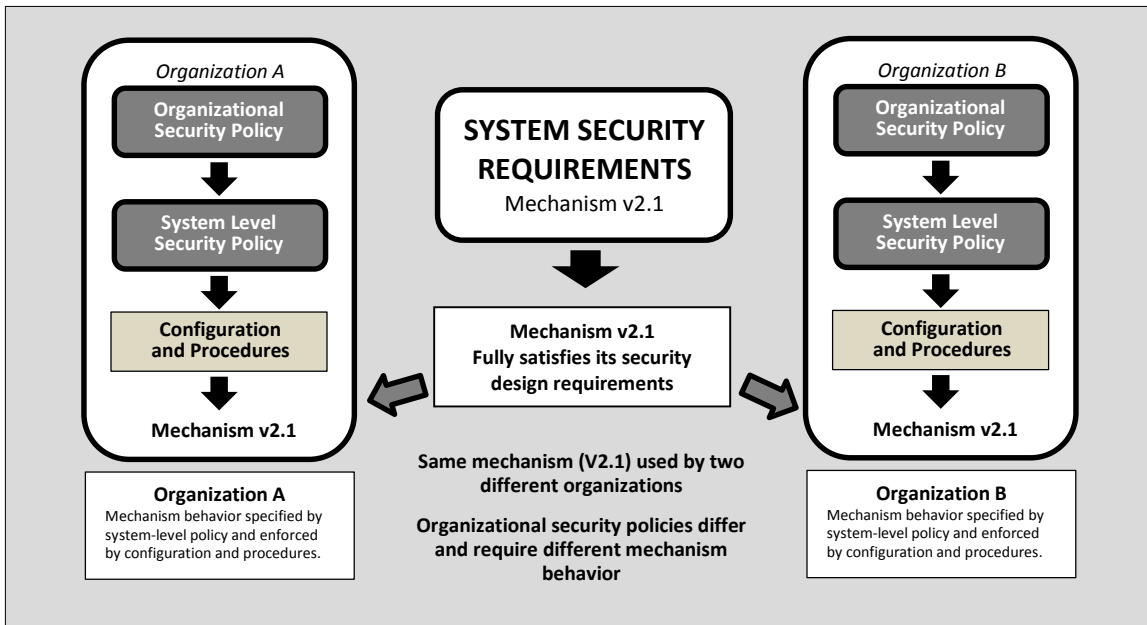 Organization A
Organizational
Security Policy
System Level
Security Policy
Configuration
and Procedures
Mechanism v2.1
Organization A
Mechanism behavior specified by
system-level policy and enforced
by configuration and procedures.
SYSTEM SECURITY
REQUIREMENTS
Mechanism v2.1
Mechanism v2.1
Fully satisfies its security
design requirements
Same mechanism (V2.1) used by two
different organizations
Organizational security policies differ
and require different mechanism
behavior
Organization B
Organizational
Security Policy
System Level
Security Policy
Configuration
and Procedures
Mechanism v2.1
Organization B
Mechanism behavior specified by
system-level policy and enforced
by configuration and procedures.